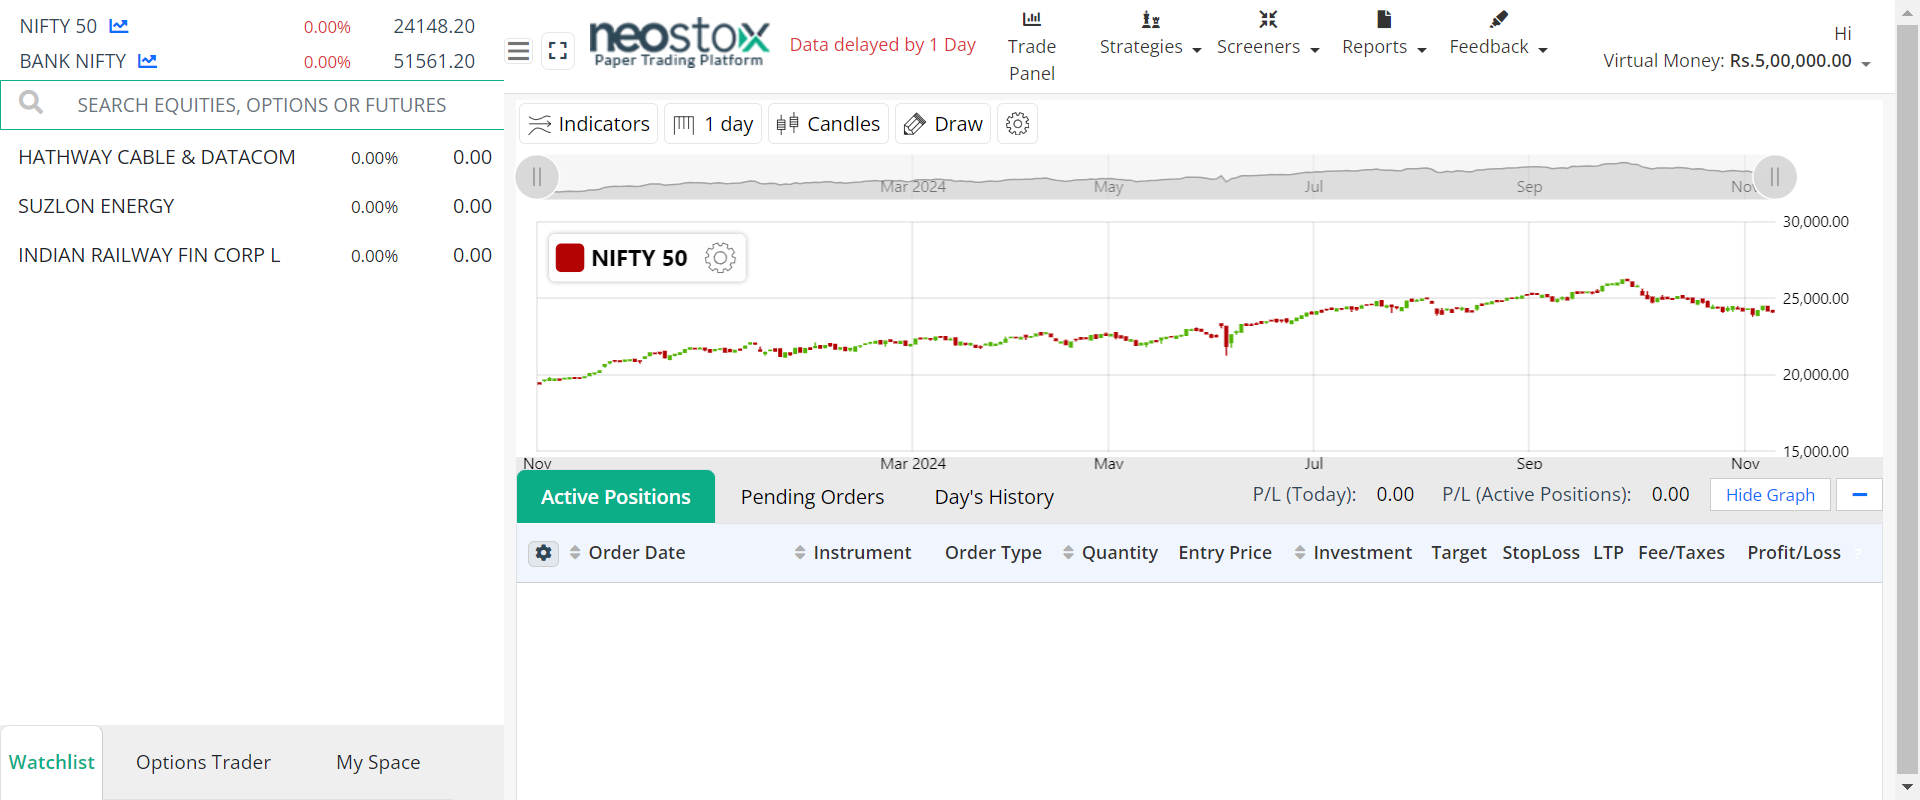 NIFTY 50 0.00% 24148.20
BANK NIFTY 0.00% 51561.20
SEARCH EQUITIES, OPTIONS OR FUTURES
HATHWAY CABLE & DATACOM 0.00% 0.00
SUZLON ENERGY 0.00% 0.00
INDIAN RAILWAY FIN CORP L 0.00% 0.00
Watchlist Options Trader My Space
neostox
Paper Trading Platform
Data delayed by 1 Day
Trade
Panel
Strategies
Screeners
Reports
Feedback
Hi
Virtual Money: Rs.5,00,000.00
Indicators 1 day Candles Draw
Mar 2024 May Jul Sep Nov
NIFTY 50
30,000.00
25,000.00
20,000.00
15,000.00
Nov Mar 2024 May Jul Sep Nov
Active Positions Pending Orders Day's History P/L (Today): 0.00 P/L (Active Positions): 0.00 Hide Graph
Order Date Instrument Order Type Quantity Entry Price Investment Target StopLoss LTP Fee/Taxes Profit/Loss ?